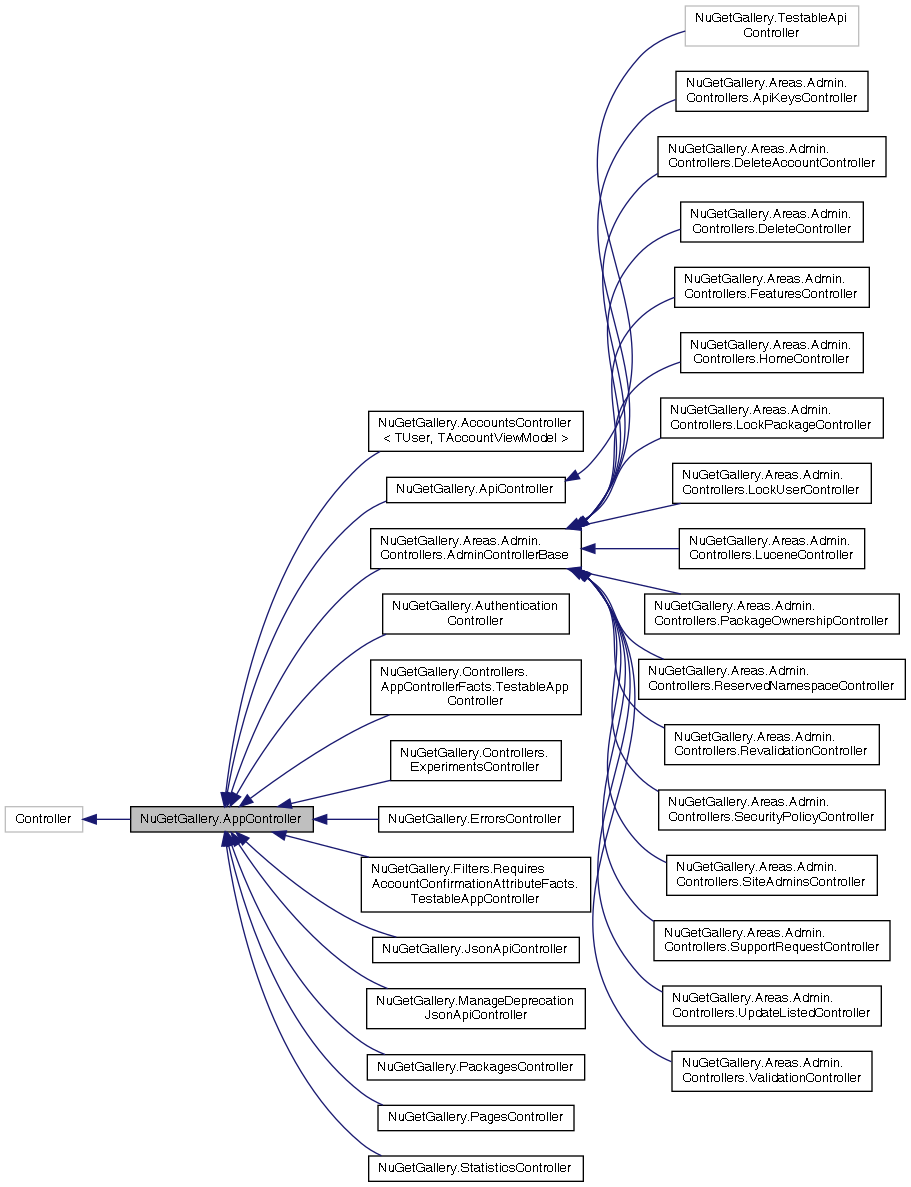 Controller
NuGetGallery.AppController
NuGetGallery.AccountsController
< TUser, TAccountViewModel >
NuGetGallery.ApiController
NuGetGallery.Areas.Admin.
Controllers.AdminControllerBase
NuGetGallery.Authentication
Controller
NuGetGallery.Controllers.
AppControllerFacts.TestableApp
Controller
NuGetGallery.Controllers.
ExperimentsController
NuGetGallery.ErrorsController
NuGetGallery.Filters.Requires
AccountConfirmationAttributeFacts.
TestableAppController
NuGetGallery.JsonApiController
NuGetGallery.ManageDeprecation
JsonApiController
NuGetGallery.PackagesController
NuGetGallery.PagesController
NuGetGallery.StatisticsController
NuGetGallery.TestableApi
Controller
NuGetGallery.Areas.Admin.
Controllers.ApiKeysController
NuGetGallery.Areas.Admin.
Controllers.DeleteAccountController
NuGetGallery.Areas.Admin.
Controllers.DeleteController
NuGetGallery.Areas.Admin.
Controllers.FeaturesController
NuGetGallery.Areas.Admin.
Controllers.HomeController
NuGetGallery.Areas.Admin.
Controllers.LockPackageController
NuGetGallery.Areas.Admin.
Controllers.LockUserController
NuGetGallery.Areas.Admin.
Controllers.LuceneController
NuGetGallery.Areas.Admin.
Controllers.PackageOwnershipController
NuGetGallery.Areas.Admin.
Controllers.ReservedNamespaceController
NuGetGallery.Areas.Admin.
Controllers.RevalidationController
NuGetGallery.Areas.Admin.
Controllers.SecurityPolicyController
NuGetGallery.Areas.Admin.
Controllers.SiteAdminsController
NuGetGallery.Areas.Admin.
Controllers.SupportRequestController
NuGetGallery.Areas.Admin.
Controllers.UpdateListedController
NuGetGallery.Areas.Admin.
Controllers.ValidationController